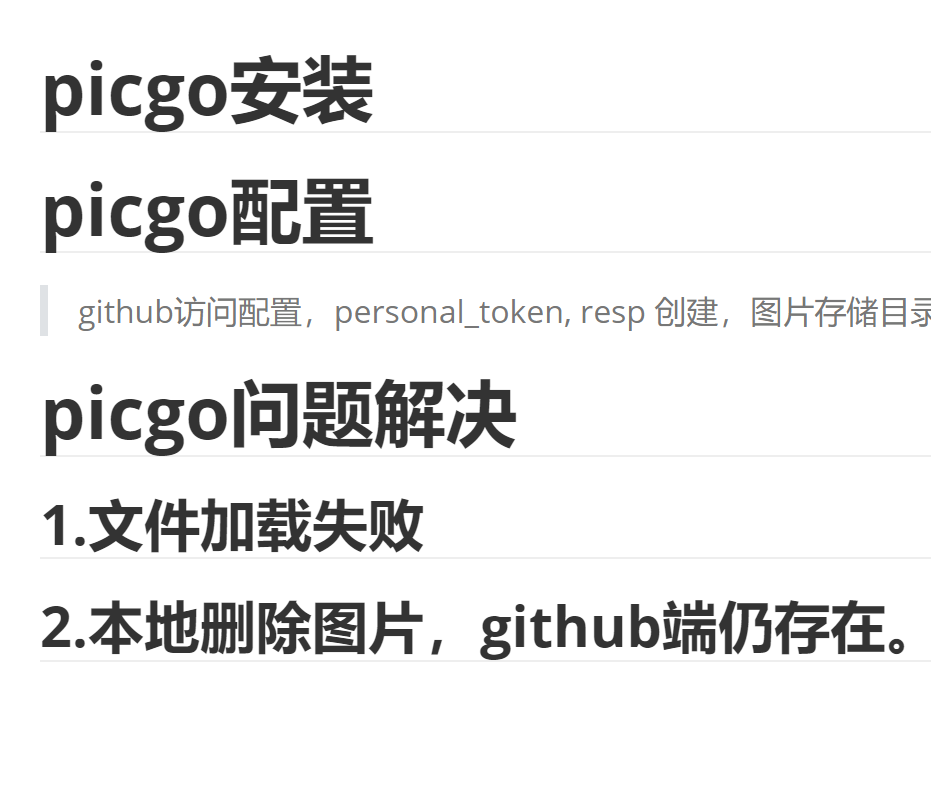 picgo安装
picgo配置
github访问配置，personal_token, resp 创建，图片存储目录
picgo问题解决
1.文件加载失败
2.本地删除图片，github端仍存在。